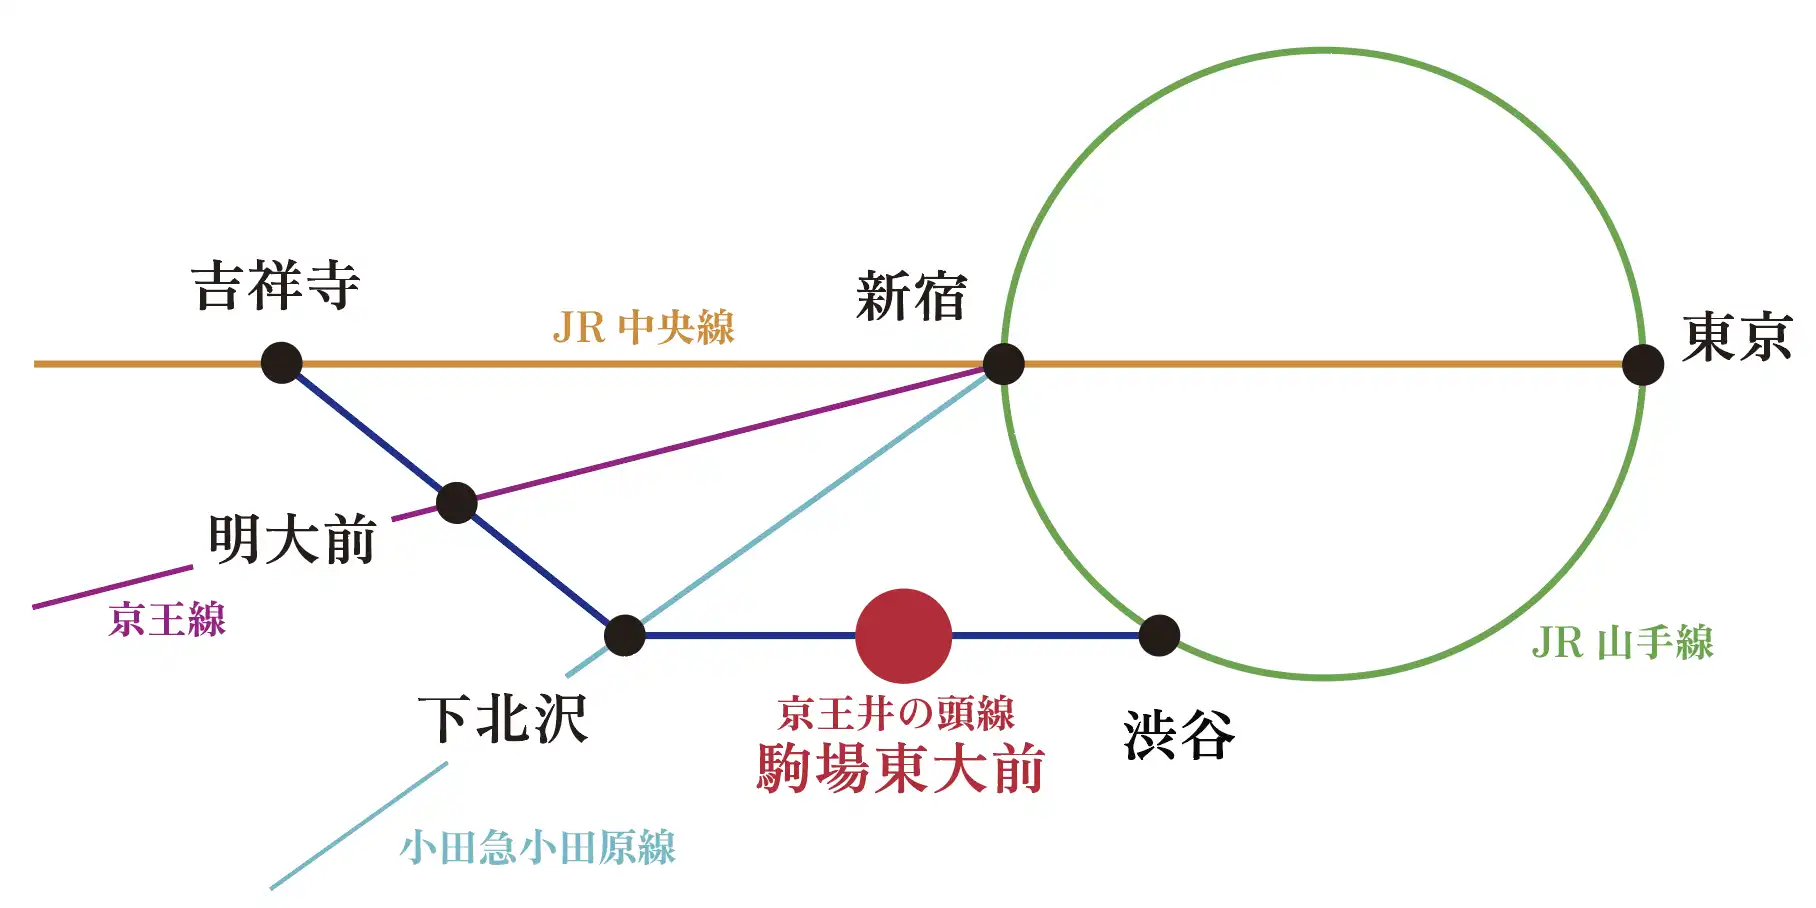 吉祥寺
新宿
JR 中央線
東京
明大前
京王線
JR 山手線
下北沢
京王井の頭線
駒場東大前
渋谷
小田急小田原線